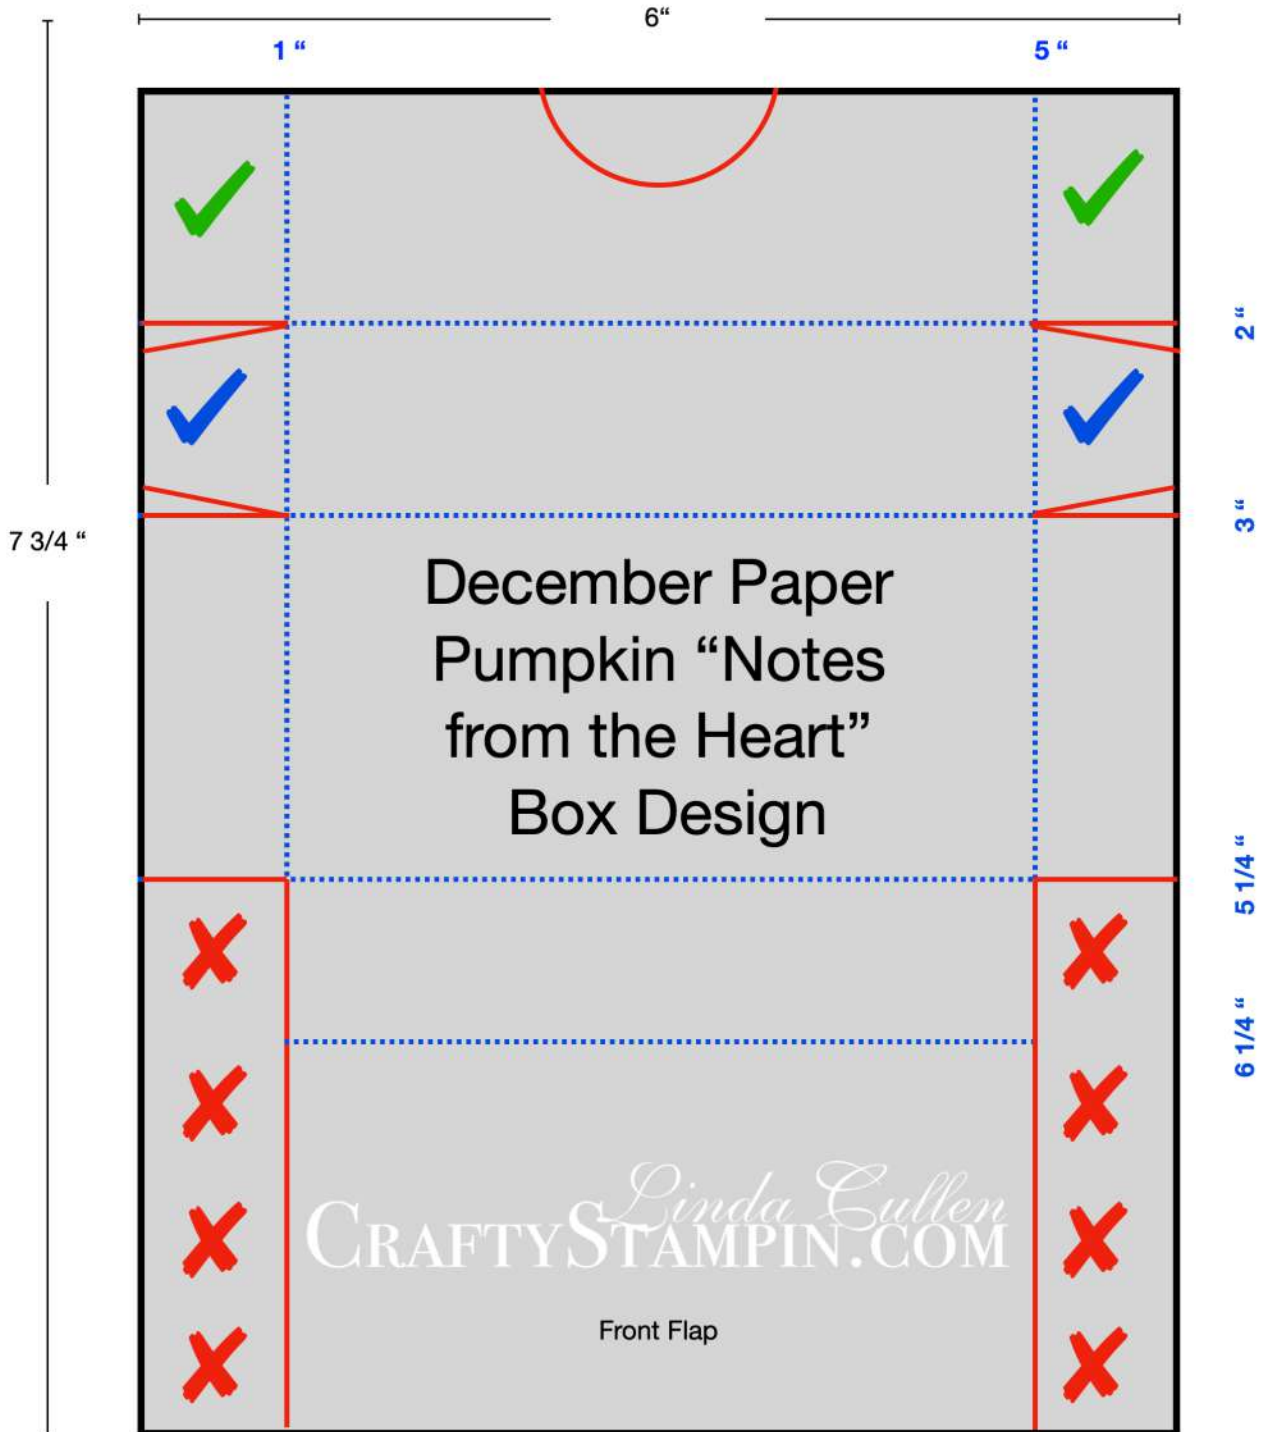 6“
1 “
5 “
2 “
3 “
7 3/4 “
December Paper
Pumpkin “Notes
from the Heart”
Box Design
5 1/4 “
6 1/4 “
Linda Cullen
CRAFTYSTAMPIN.COM
Front Flap